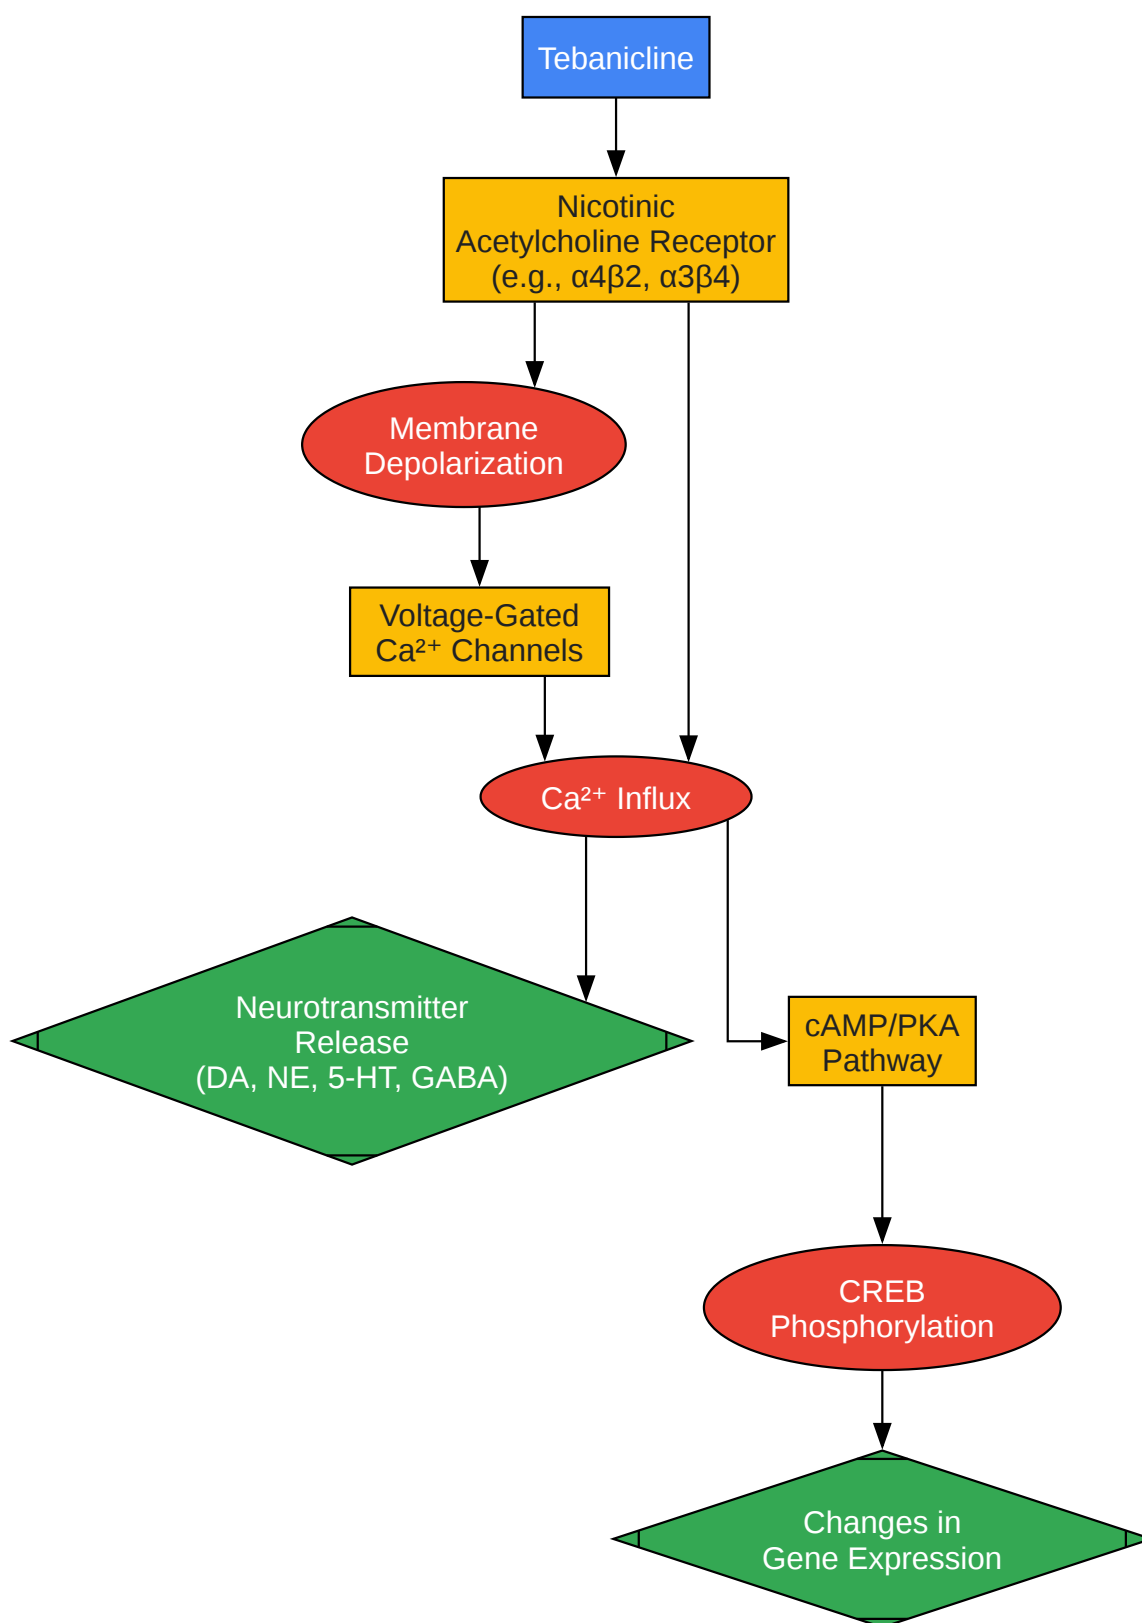 Tebanicline
Nicotinic
Acetylcholine Receptor
(e.g., α4β2, α3β4)
Membrane
Depolarization
Voltage-Gated
Ca²⁺ Channels
Ca²⁺ Influx
Neurotransmitter
Release
(DA, NE, 5-HT, GABA)
cAMP/PKA
Pathway
CREB
Phosphorylation
Changes in
Gene Expression